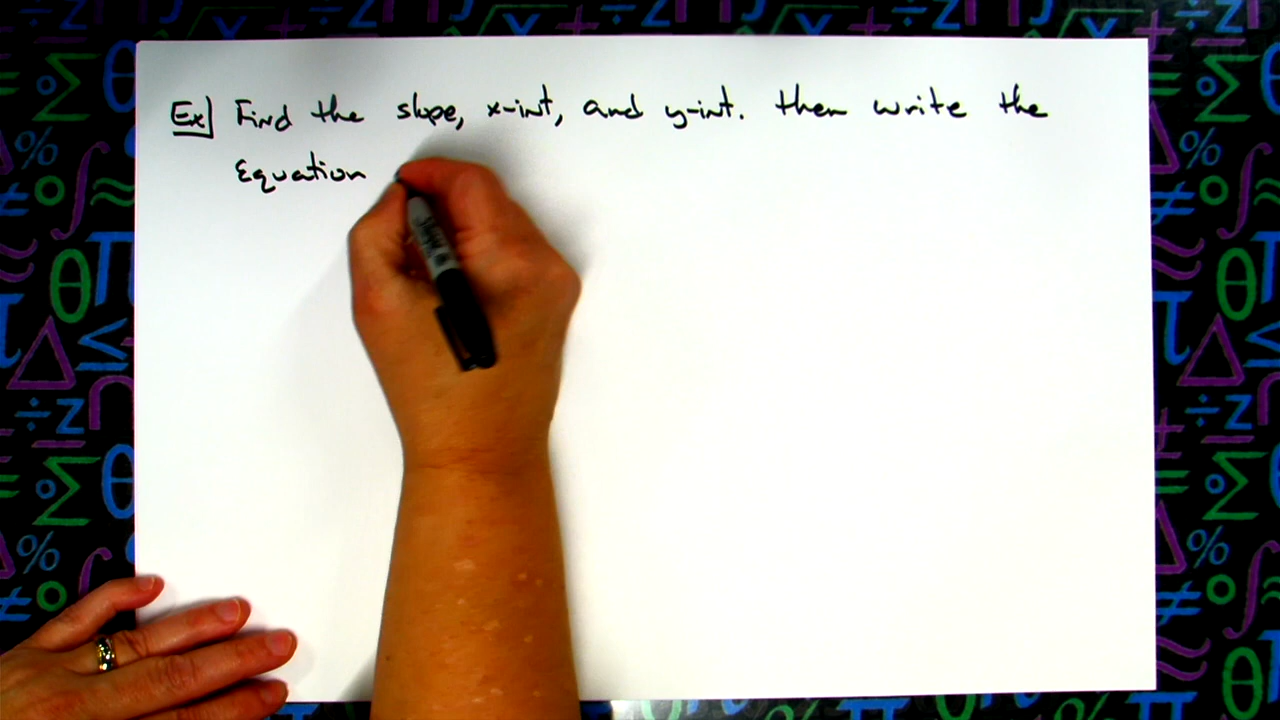 Ex] Find the slope, x-int, and y-int. then write the
Equation